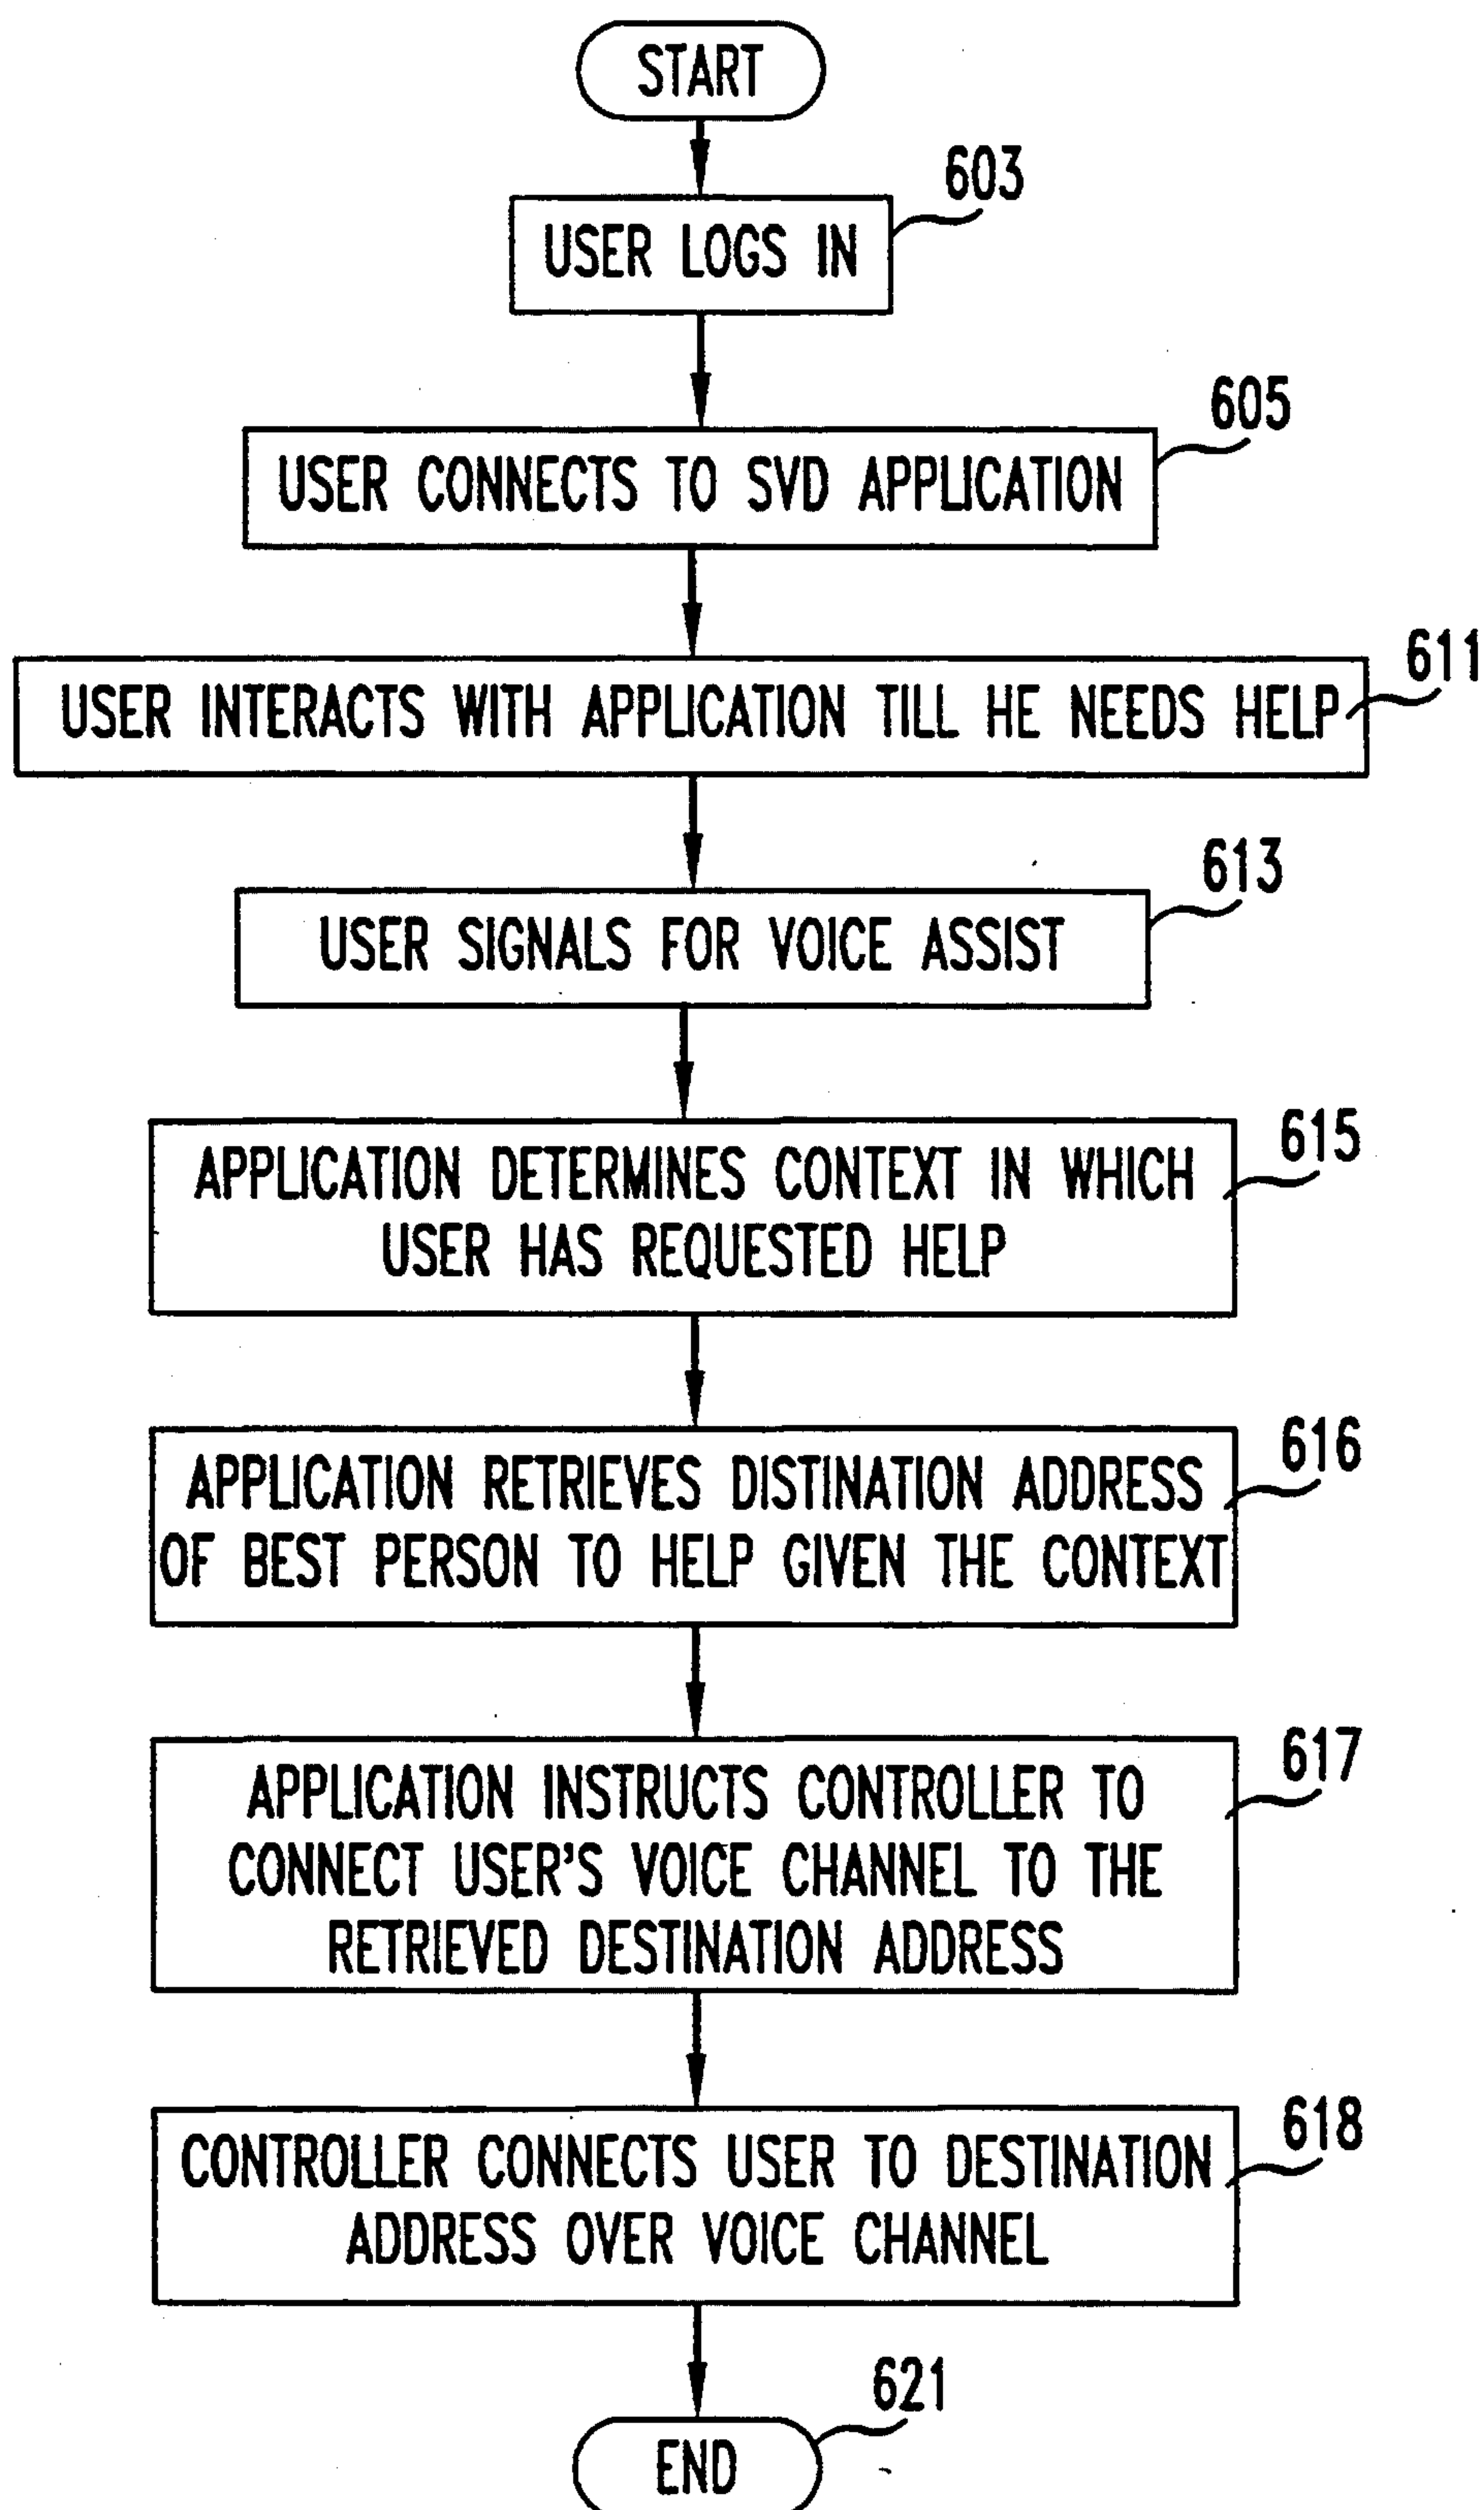 START
603
USER LOGS IN
605
USER CONNECTS TO SVD APPLICATION
611
USER INTERACTS WITH APPLICATION TILL HE NEEDS HELP
613
USER SIGNALS FOR VOICE ASSIST
615
APPLICATION DETERMINES CONTEXT IN WHICH
USER HAS REQUESTED HELP
616
APPLICATION RETRIEVES DISTINATION ADDRESS
OF BEST PERSON TO HELP GIVEN THE CONTEXT
617
APPLICATION INSTRUCTS CONTROLLER TO
CONNECT USER'S VOICE CHANNEL TO THE
RETRIEVED DESTINATION ADDRESS
618
CONTROLLER CONNECTS USER TO DESTINATION
ADDRESS OVER VOICE CHANNEL
621
END